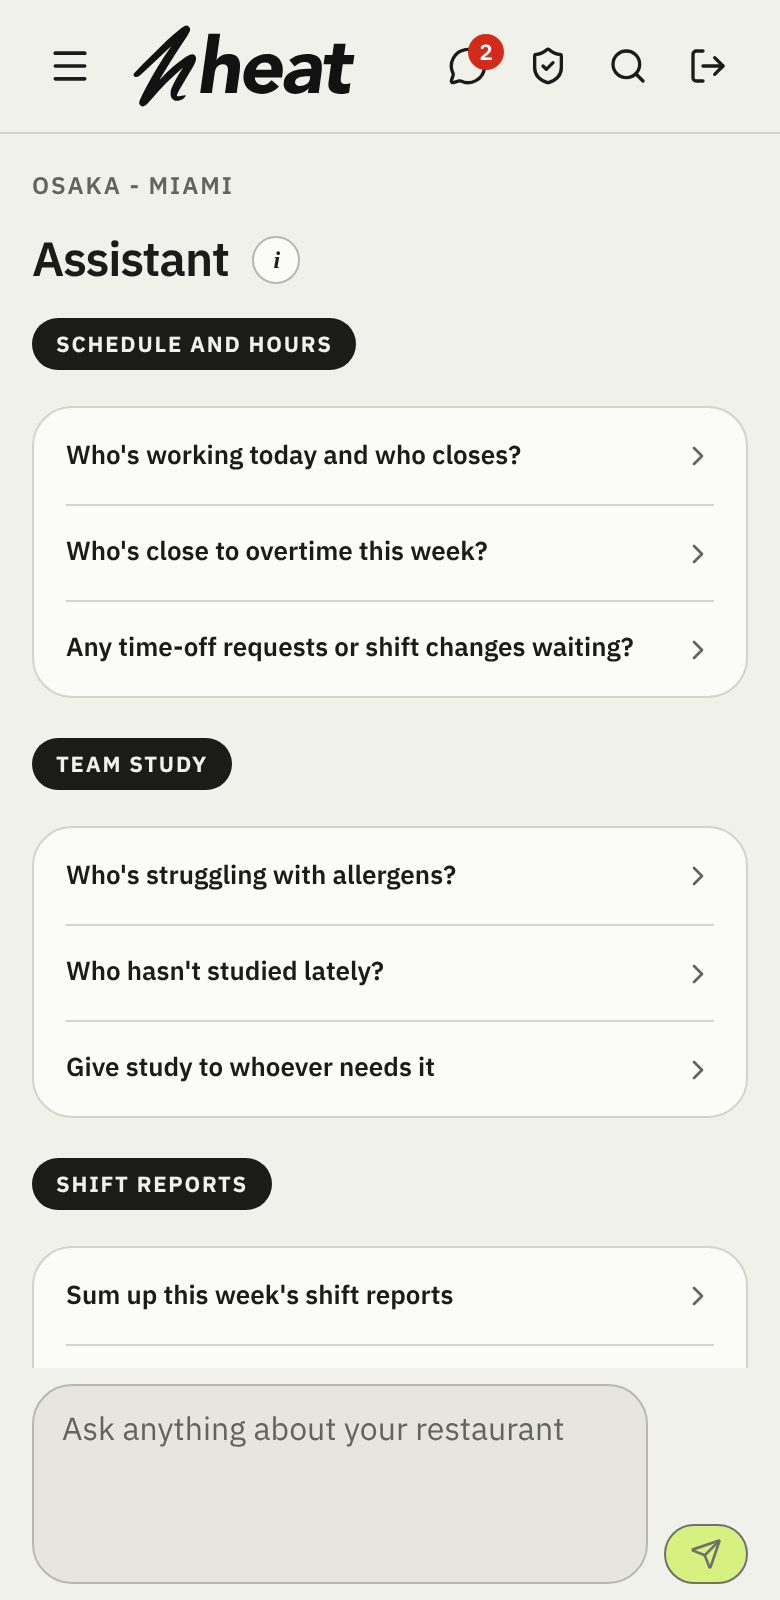 heat
2
OSAKA - MIAMI
Assistant
i
SCHEDULE AND HOURS
Who's working today and who closes?
Who's close to overtime this week?
Any time-off requests or shift changes waiting?
TEAM STUDY
Who's struggling with allergens?
Who hasn't studied lately?
Give study to whoever needs it
SHIFT REPORTS
Sum up this week's shift reports
Ask anything about your restaurant